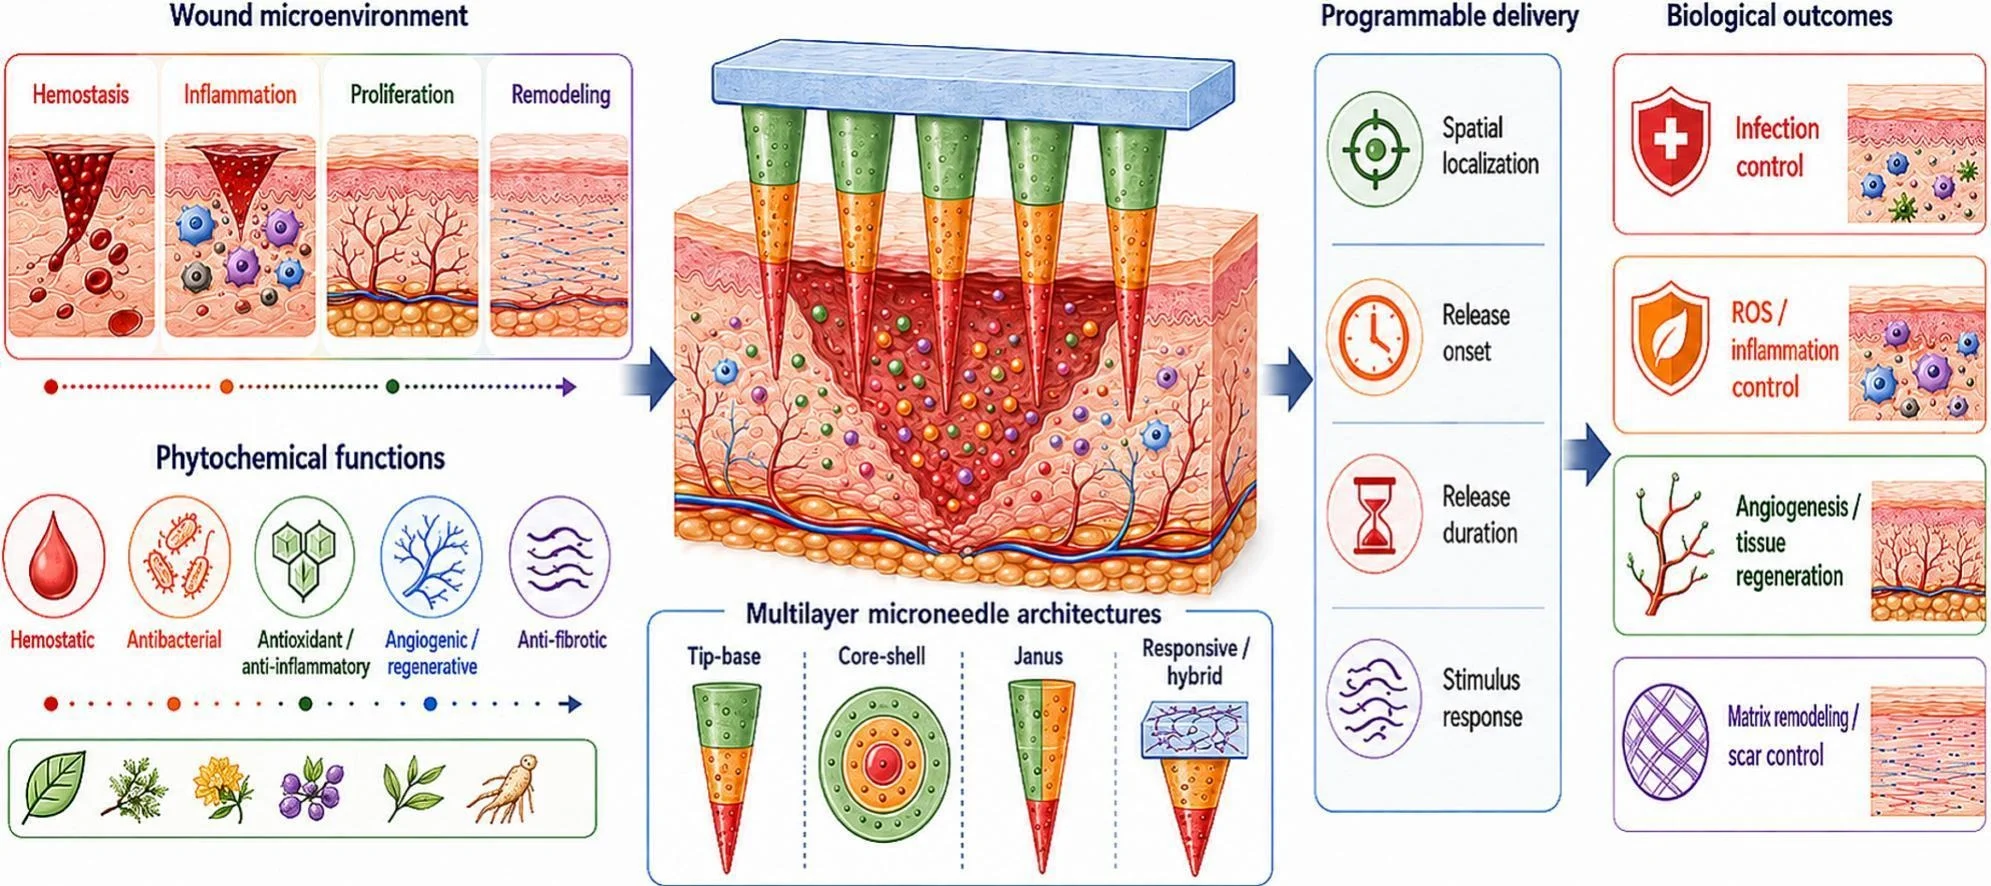 Wound microenvironment
Hemostasis
Inflammation
Proliferation
Remodeling
Phytochemical functions
Hemostatic
Antibacterial
Antioxidant /
anti-inflammatory
Angiogenic /
regenerative
Anti-fibrotic
Multilayer microneedle architectures
Tip-base
Core-shell
Janus
Responsive /
hybrid
Programmable delivery
Spatial
localization
Release
onset
Release
duration
Stimulus
response
Biological outcomes
Infection
control
ROS /
inflammation
control
Angiogenesis /
tissue
regeneration
Matrix remodeling /
scar control